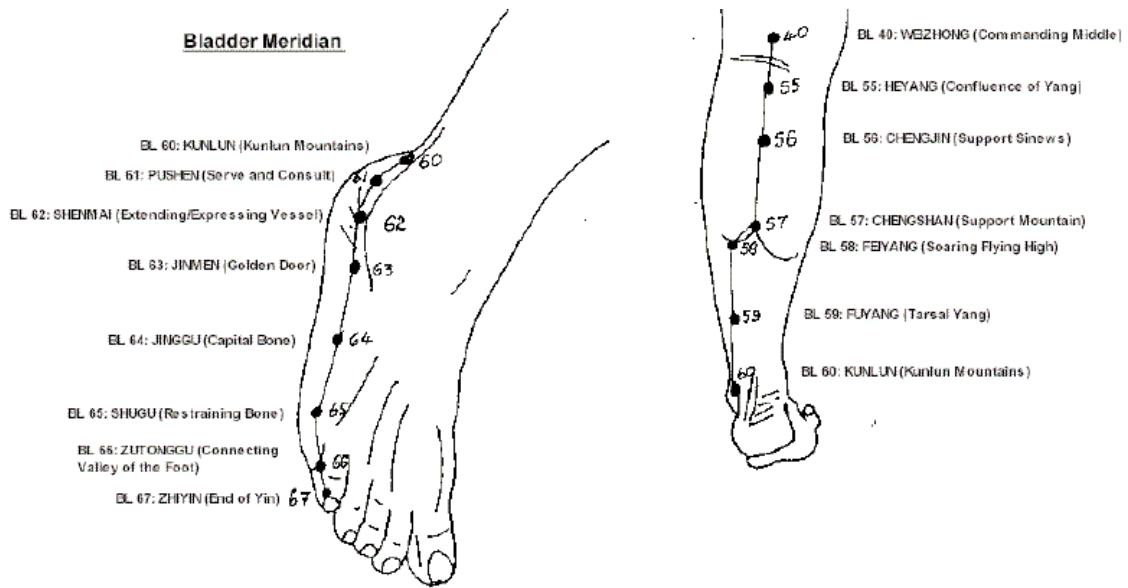 Bladder Meridian
BL 60: KUNLUN (Kunlun Mountains)
60
BL 61: PUSHEN (Serve and Consult)
61
BL 62: SHENMAI (Extending/Expressing Vessel)
62
BL 63: JINMEN (Golden Door)
63
BL 64: JINGGU (Capital Bone)
64
BL 65: SHUGU (Restraining Bone)
65
BL 66: ZUTONGGU (Connecting
Valley of the Foot)
66
BL 67: ZHIYIN (End of Yin)
67
40
BL 40: WEIZHONG (Commanding Middle)
55
BL 55: HEYANG (Confluence of Yang)
56
BL 56: CHENGJIN (Support Sinews)
57
BL 57: CHENGSHAN (Support Mountain)
58
BL 58: FEIYANG (Soaring Flying High)
59
BL 59: FUYANG (Tarsal Yang)
60
BL 60: KUNLUN (Kunlun Mountains)